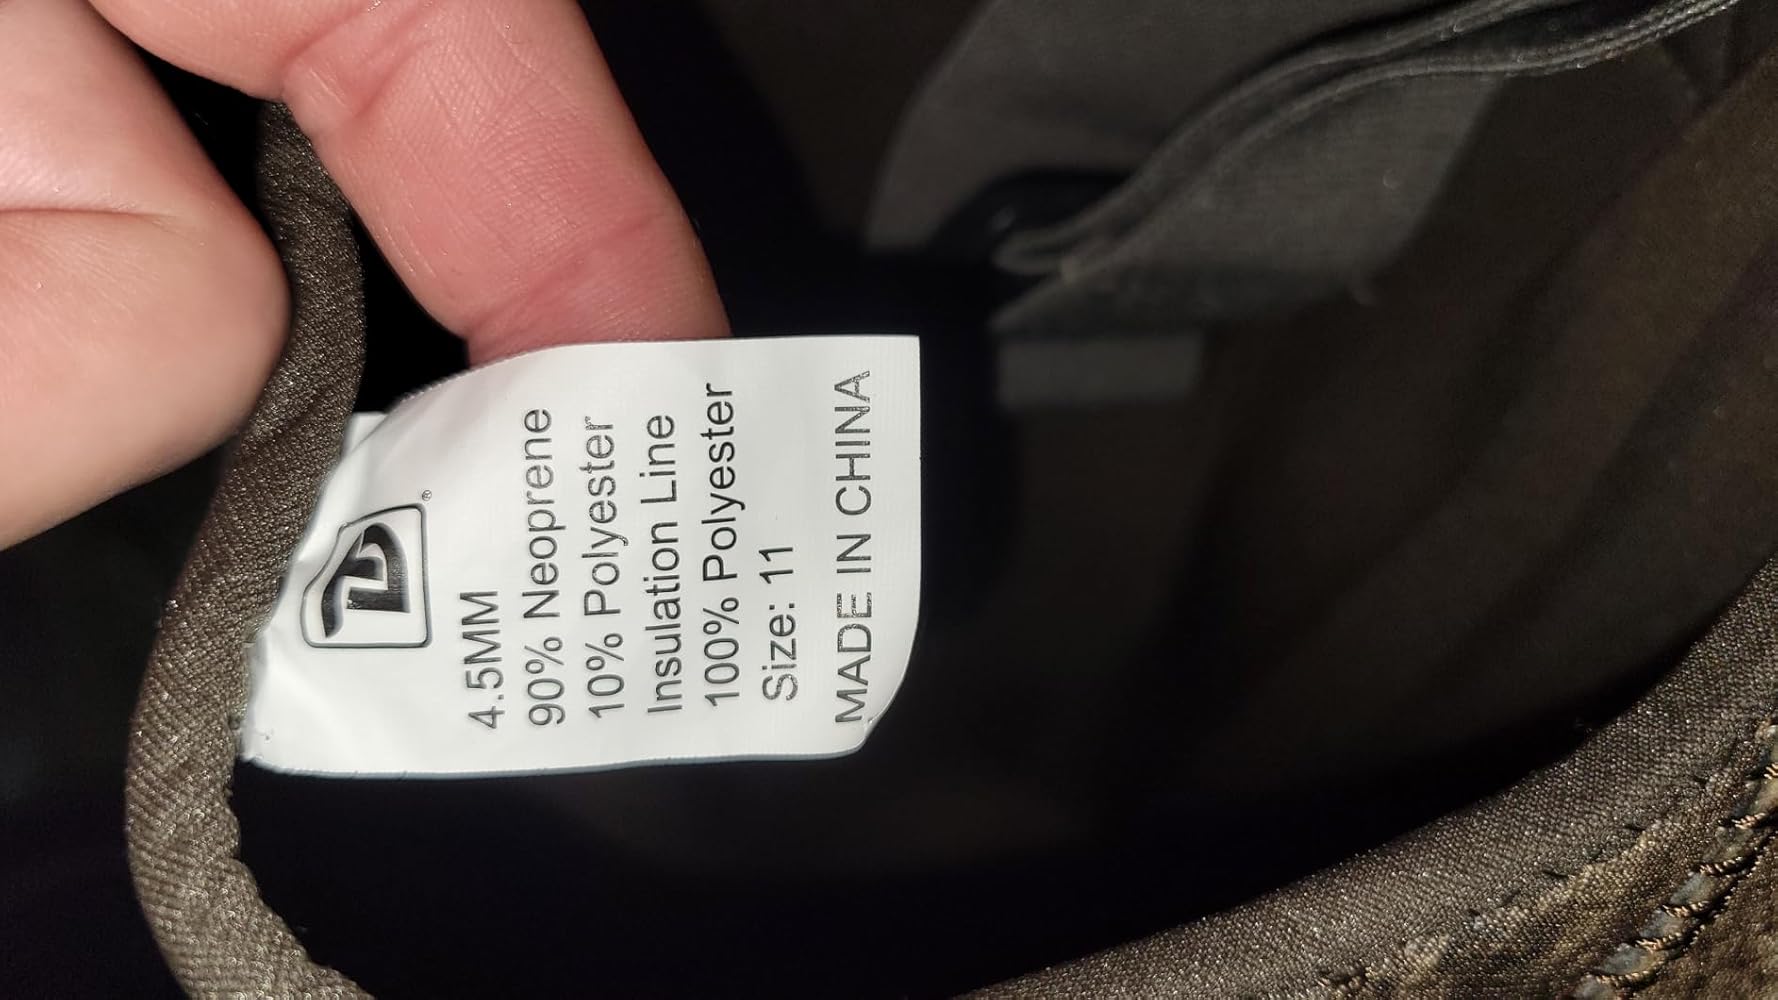 ®
4.5MM
90% Neoprene
10% Polyester
Insulation Line
100% Polyester
Size: 11
MADE IN CHINA